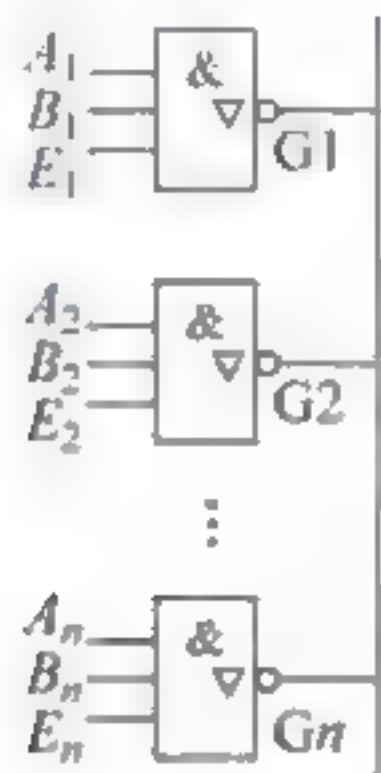 A₁
&
B₁
▽
E₁
G1
A₂
&
B₂
▽
E₂
G2
⋮
Aₙ
&
Bₙ
▽
Eₙ
Gn